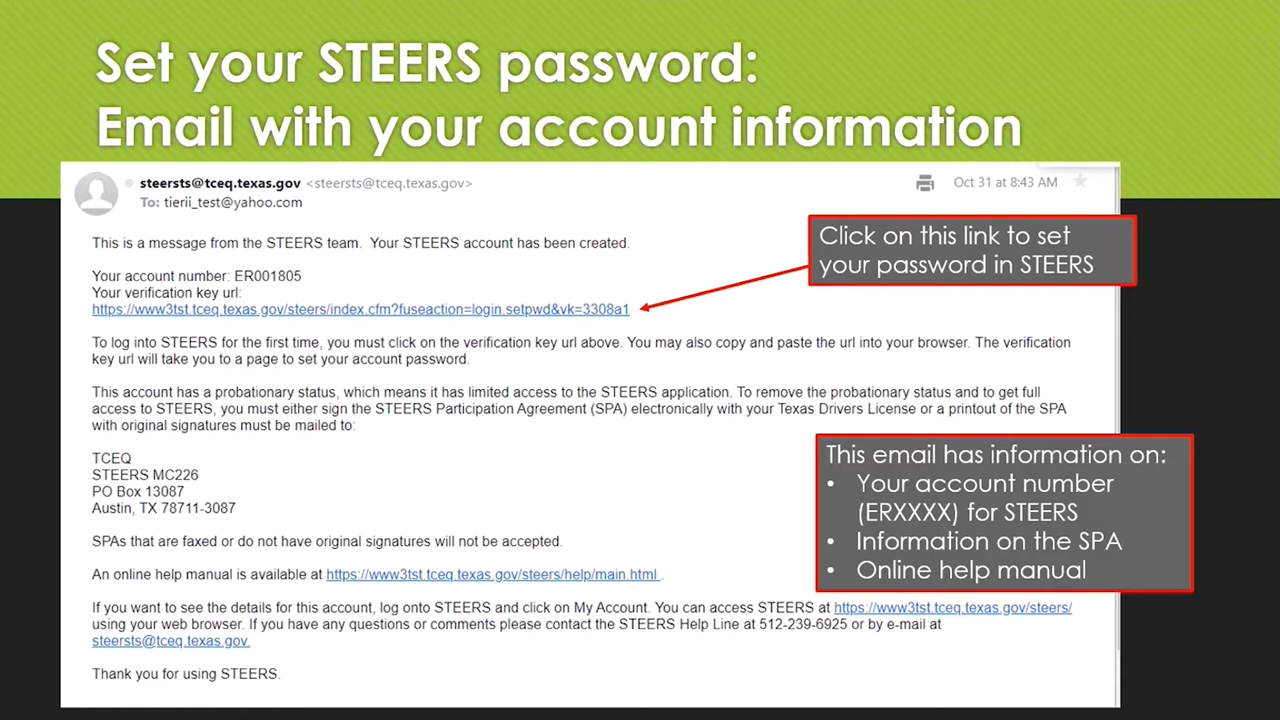 Set your STEERS password:
Email with your account information
steersts@tceq.texas.gov <steersts@tceq.texas.gov>
Oct 31 at 8:43 AM
To: tierii_test@yahoo.com
This is a message from the STEERS team. Your STEERS account has been created.
Click on this link to set
your password in STEERS
Your account number: ER001805
Your verification key url:
https://www3tst.tceq.texas.gov/steers/index.cfm?fuseaction=login.setpwd&vk=3308a1
To log into STEERS for the first time, you must click on the verification key url above. You may also copy and paste the url into your browser. The verification
key url will take you to a page to set your account password.
This account has a probationary status, which means it has limited access to the STEERS application. To remove the probationary status and to get full
access to STEERS, you must either sign the STEERS Participation Agreement (SPA) electronically with your Texas Drivers License or a printout of the SPA
with original signatures must be mailed to:
TCEQ
STEERS MC226
PO Box 13087
Austin, TX 78711-3087
This email has information on:
• Your account number
(ERXXXX) for STEERS
• Information on the SPA
• Online help manual
SPAs that are faxed or do not have original signatures will not be accepted.
An online help manual is available at https://www3tst.tceq.texas.gov/steers/help/main.html .
If you want to see the details for this account, log onto STEERS and click on My Account. You can access STEERS at https://www3tst.tceq.texas.gov/steers/
using your web browser. If you have any questions or comments please contact the STEERS Help Line at 512-239-6925 or by e-mail at
steersts@tceq.texas.gov.
Thank you for using STEERS.